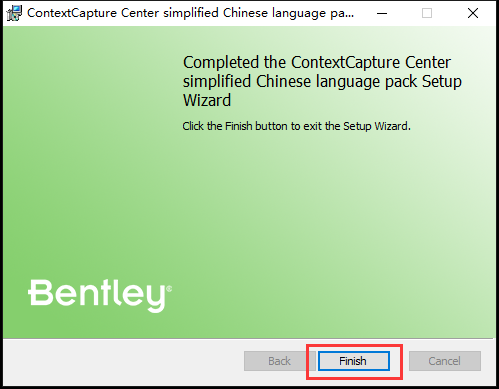 ContextCapture Center simplified Chinese language pa...
Completed the ContextCapture Center
simplified Chinese language pack Setup
Wizard
Click the Finish button to exit the Setup Wizard.
Bentley®
Back
Finish
Cancel